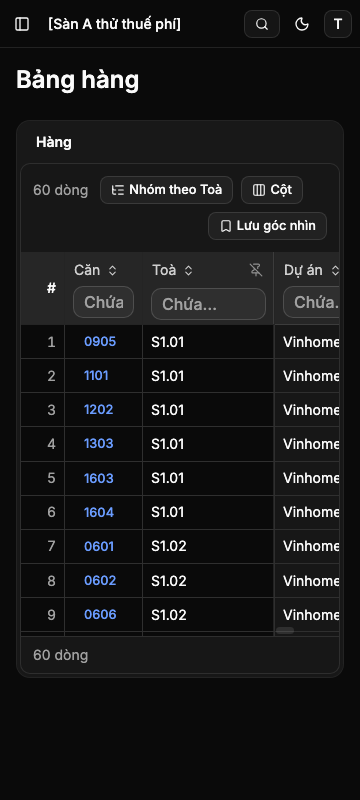 [Sàn A thử thuế phí]
T
Bảng hàng
Hàng
60 dòng
Nhóm theo Toà
Cột
Lưu góc nhìn
# Căn Toà Dự án
Chứa Chứa... Chứa...
1 0905 S1.01 Vinhome
2 1101 S1.01 Vinhome
3 1202 S1.01 Vinhome
4 1303 S1.01 Vinhome
5 1603 S1.01 Vinhome
6 1604 S1.01 Vinhome
7 0601 S1.02 Vinhome
8 0602 S1.02 Vinhome
9 0606 S1.02 Vinhome
60 dòng